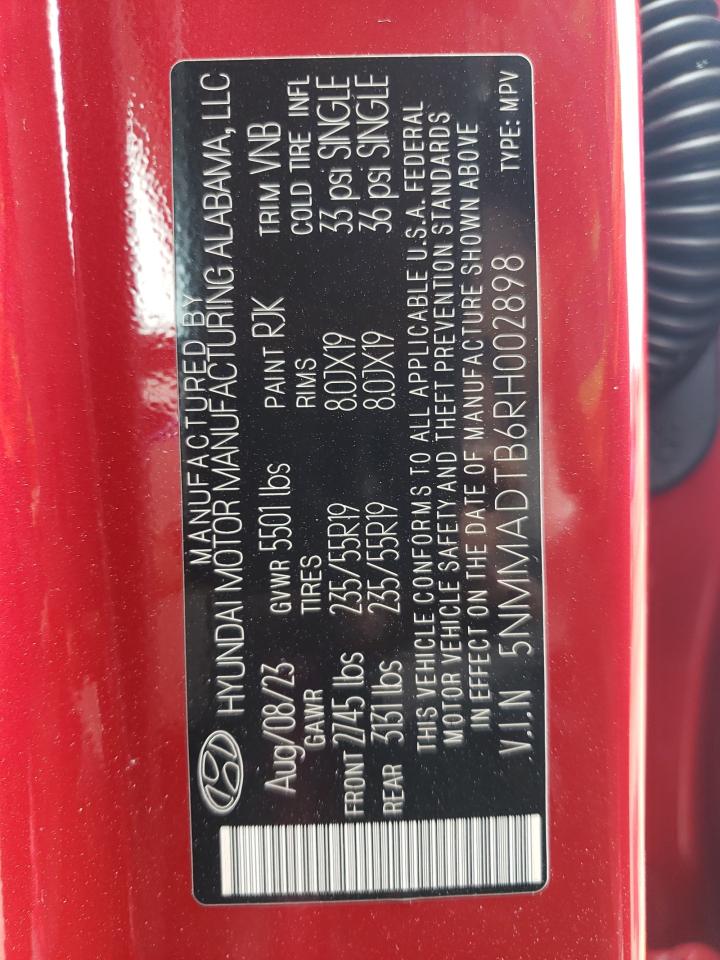 MANUFACTURED BY
HYUNDAI MOTOR MANUFACTURING ALABAMA, LLC
Aug/08/23 GVWR 5501 lbs PAINT RJK TRIM VNB
GAWR TIRES RIMS COLD TIRE INFL
FRONT 2745 lbs 235/55R19 8.0JX19 33 psi SINGLE
REAR 3131 lbs 235/55R19 8.0JX19 36 psi SINGLE
THIS VEHICLE CONFORMS TO ALL APPLICABLE U.S.A. FEDERAL
MOTOR VEHICLE SAFETY AND THEFT PREVENTION STANDARDS
IN EFFECT ON THE DATE OF MANUFACTURE SHOWN ABOVE
V.I.N 5NMMADTB6RH002898 TYPE: MPV